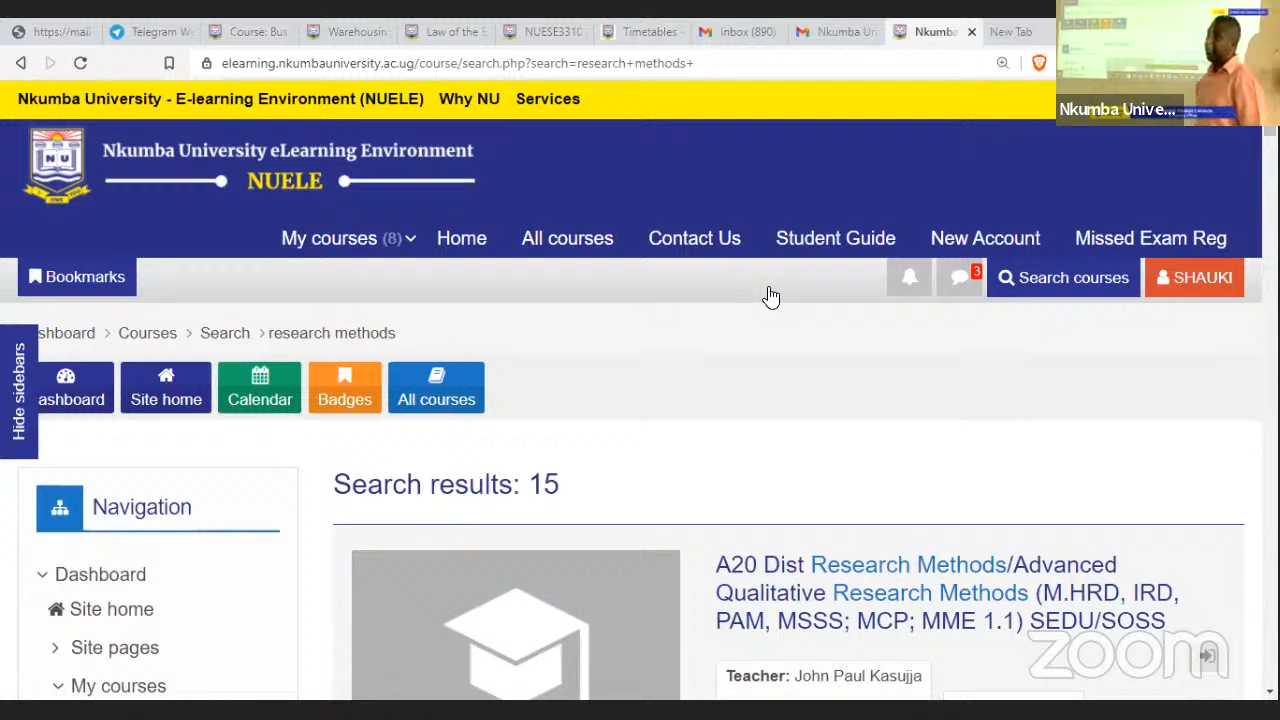 https://mail
Telegram We
Course: Bus
Warehousin
Law of the E
NUESE3310
Timetables -
Inbox (890)
Nkumba Un
Nkumba
New Tab
elearning.nkumbauniversity.ac.ug/course/search.php?search=research+methods+
Nkumba University - E-learning Environment (NUELE) Why NU Services
Nkumba Unive...
NU
Nkumba University eLearning Environment
NUELE
My courses (8) Home All courses Contact Us Student Guide New Account Missed Exam Reg
Bookmarks
3
Search courses
SHAUKI
shboard > Courses > Search > research methods
Hide sidebars
ashboard
Site home
Calendar
Badges
All courses
Search results: 15
Navigation
Dashboard
Site home
Site pages
My courses
A20 Dist Research Methods/Advanced
Qualitative Research Methods (M.HRD, IRD,
PAM, MSSS; MCP; MME 1.1) SEDU/SOSS
Teacher: John Paul Kasujja
zoom